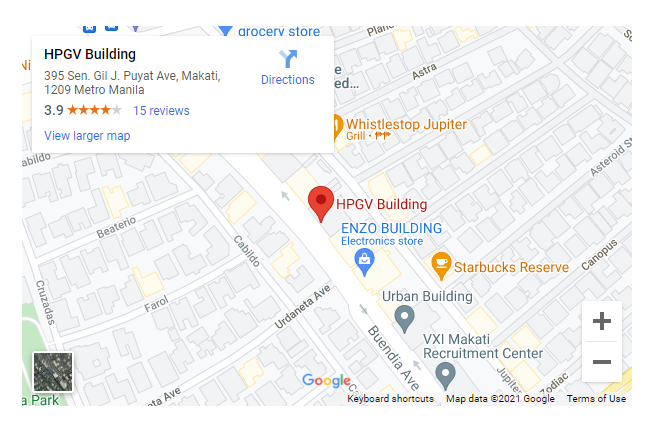 grocery store
HPGV Building
395 Sen. Gil J. Puyat Ave, Makati,
1209 Metro Manila
3.9
15 reviews
View larger map
Directions
Astra
Whistlestop Jupiter
Grill • ₱₱
Asteroid St
Cabildo
HPGV Building
ENZO BUILDING
Electronics store
Beaterio
Cabildo
Canopus
Starbucks Reserve
Cruzadas
Farol
Urdaneta Ave
Urban Building
Buendia Ave
VXI Makati
Recruitment Center
Jupiter
Zodiac
Google
a Park
Keyboard shortcuts
Map data ©2021 Google
Terms of Use